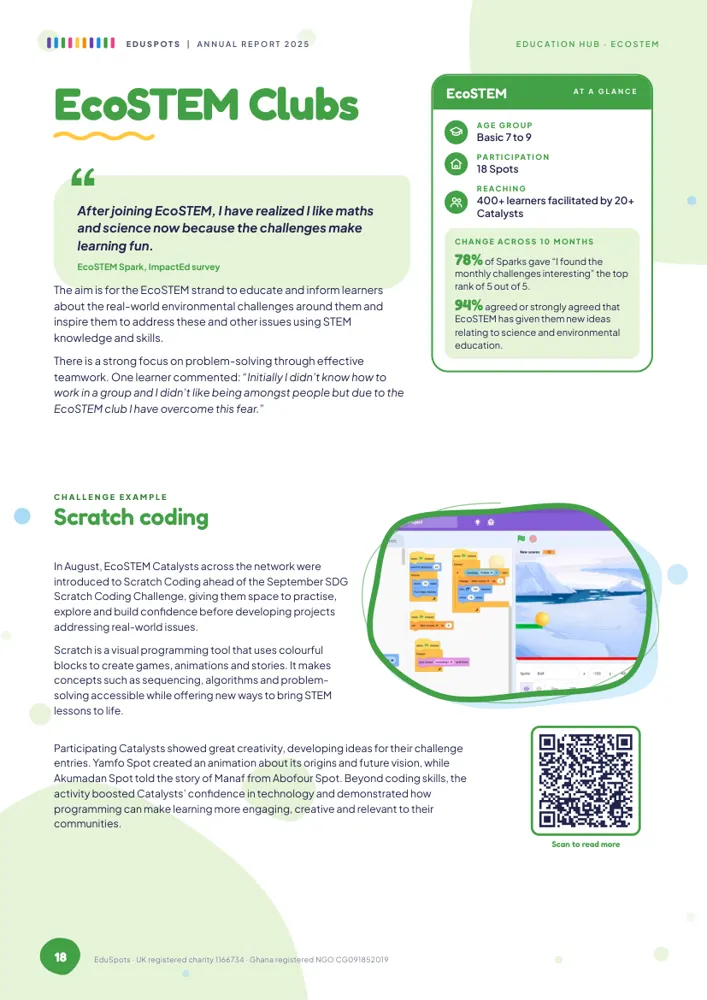 EDUSPOTS | ANNUAL REPORT 2025
EDUCATION HUB · ECOSTEM
EcoSTEM Clubs
“
After joining EcoSTEM, I have realized I like maths
and science now because the challenges make
learning fun.
EcoSTEM Spark, ImpactEd survey
The aim is for the EcoSTEM strand to educate and inform learners
about the real-world environmental challenges around them and
inspire them to address these and other issues using STEM
knowledge and skills.
There is a strong focus on problem-solving through effective
teamwork. One learner commented: “Initially I didn’t know how to
work in a group and I didn’t like being amongst people but due to the
EcoSTEM club I have overcome this fear.”
EcoSTEM
AT A GLANCE
AGE GROUP
Basic 7 to 9
PARTICIPATION
18 Spots
REACHING
400+ learners facilitated by 20+
Catalysts
CHANGE ACROSS 10 MONTHS
78% of Sparks gave “I found the
monthly challenges interesting” the top
rank of 5 out of 5.
94% agreed or strongly agreed that
EcoSTEM has given them new ideas
relating to science and environmental
education.
CHALLENGE EXAMPLE
Scratch coding
In August, EcoSTEM Catalysts across the network were
introduced to Scratch Coding ahead of the September SDG
Scratch Coding Challenge, giving them space to practise,
explore and build confidence before developing projects
addressing real-world issues.
Scratch is a visual programming tool that uses colourful
blocks to create games, animations and stories. It makes
concepts such as sequencing, algorithms and problem-
solving accessible while offering new ways to bring STEM
lessons to life.
Participating Catalysts showed great creativity, developing ideas for their challenge
entries. Yamfo Spot created an animation about its origins and future vision, while
Akumadan Spot told the story of Manaf from Abofour Spot. Beyond coding skills, the
activity boosted Catalysts’ confidence in technology and demonstrated how
programming can make learning more engaging, creative and relevant to their
communities.
Scan to read more
18
EduSpots · UK registered charity 1166734 · Ghana registered NGO CG091852019